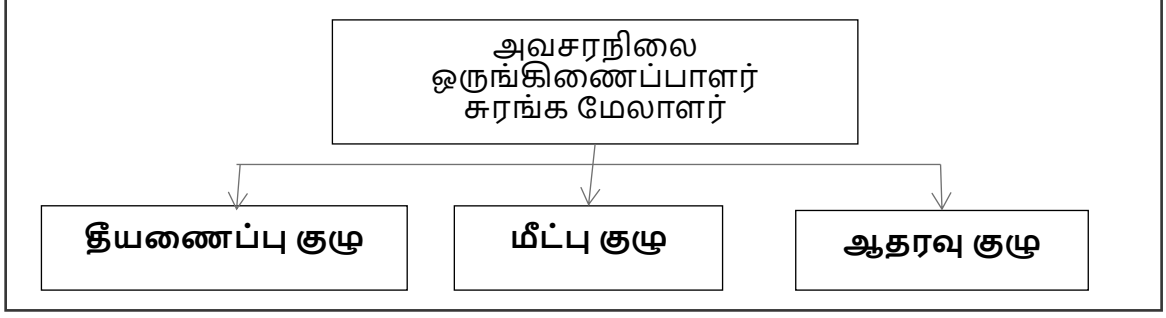 அவசரநிலை
ஒருங்கிணைப்பாளர்
சுரங்க மேலாளர்
தீயணைப்பு குழு
மீட்பு குழு
ஆதரவு குழு